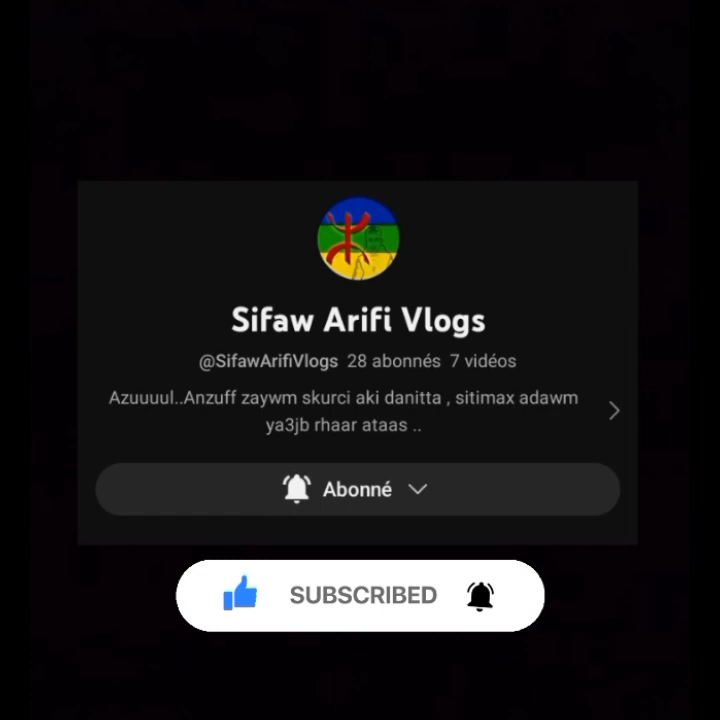 Sifaw Arifi Vlogs
@SifawArifiVlogs 28 abonnés 7 vidéos
Azuuuul..Anzuff zaywm skurci aki danitta , sitimax adawm
ya3jb rhaar ataas ..
Abonné
SUBSCRIBED